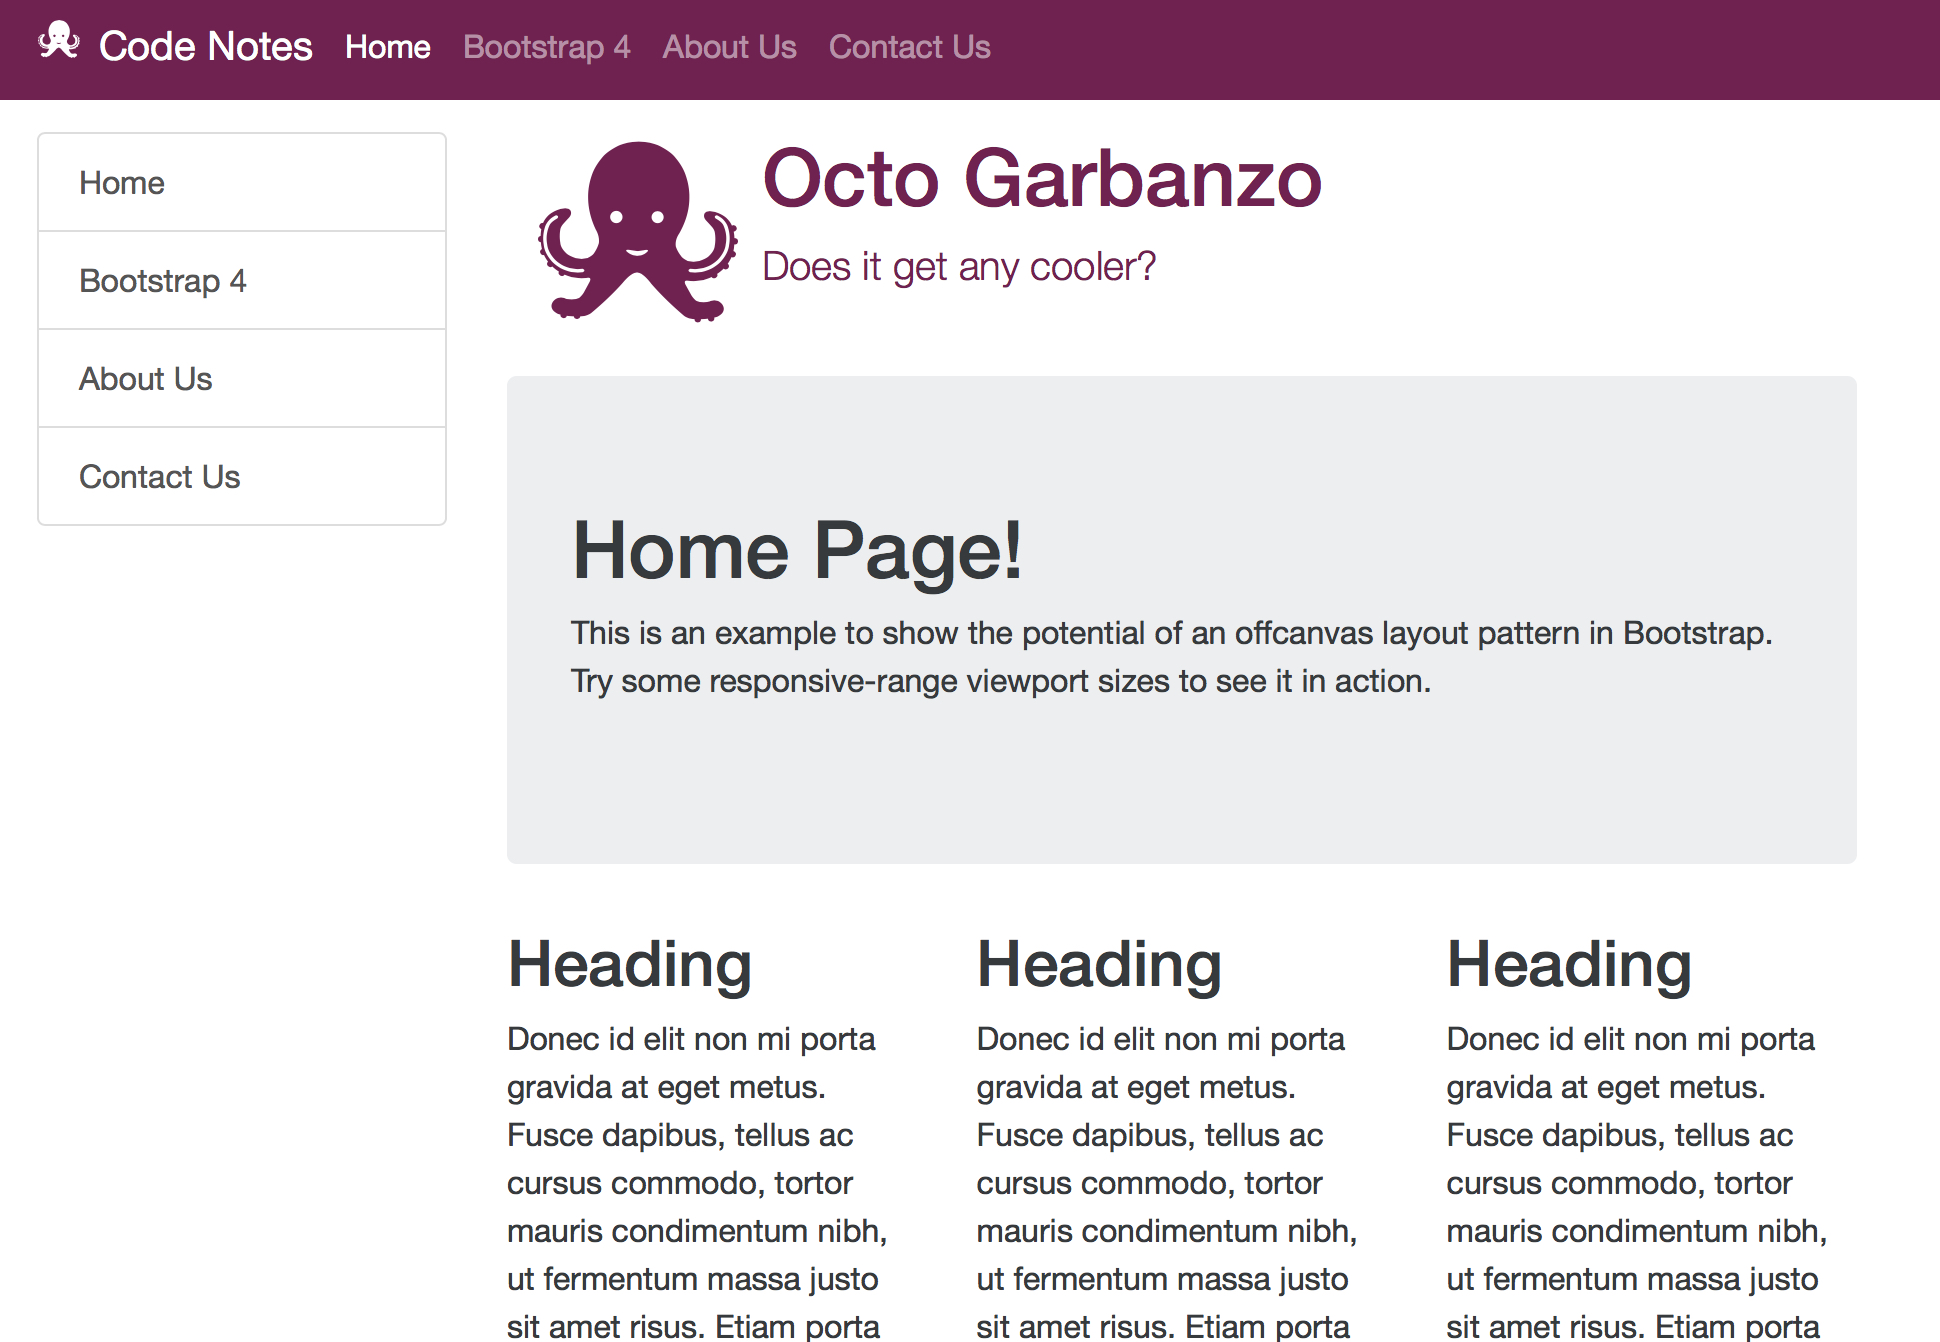 Code Notes Home Bootstrap 4 About Us Contact Us
Home
Bootstrap 4
About Us
Contact Us
Octo Garbanzo
Does it get any cooler?
Home Page!
This is an example to show the potential of an offcanvas layout pattern in Bootstrap.
Try some responsive-range viewport sizes to see it in action.
Heading
Donec id elit non mi porta
gravida at eget metus.
Fusce dapibus, tellus ac
cursus commodo, tortor
mauris condimentum nibh,
ut fermentum massa justo
sit amet risus. Etiam porta
Heading
Donec id elit non mi porta
gravida at eget metus.
Fusce dapibus, tellus ac
cursus commodo, tortor
mauris condimentum nibh,
ut fermentum massa justo
sit amet risus. Etiam porta
Heading
Donec id elit non mi porta
gravida at eget metus.
Fusce dapibus, tellus ac
cursus commodo, tortor
mauris condimentum nibh,
ut fermentum massa justo
sit amet risus. Etiam porta